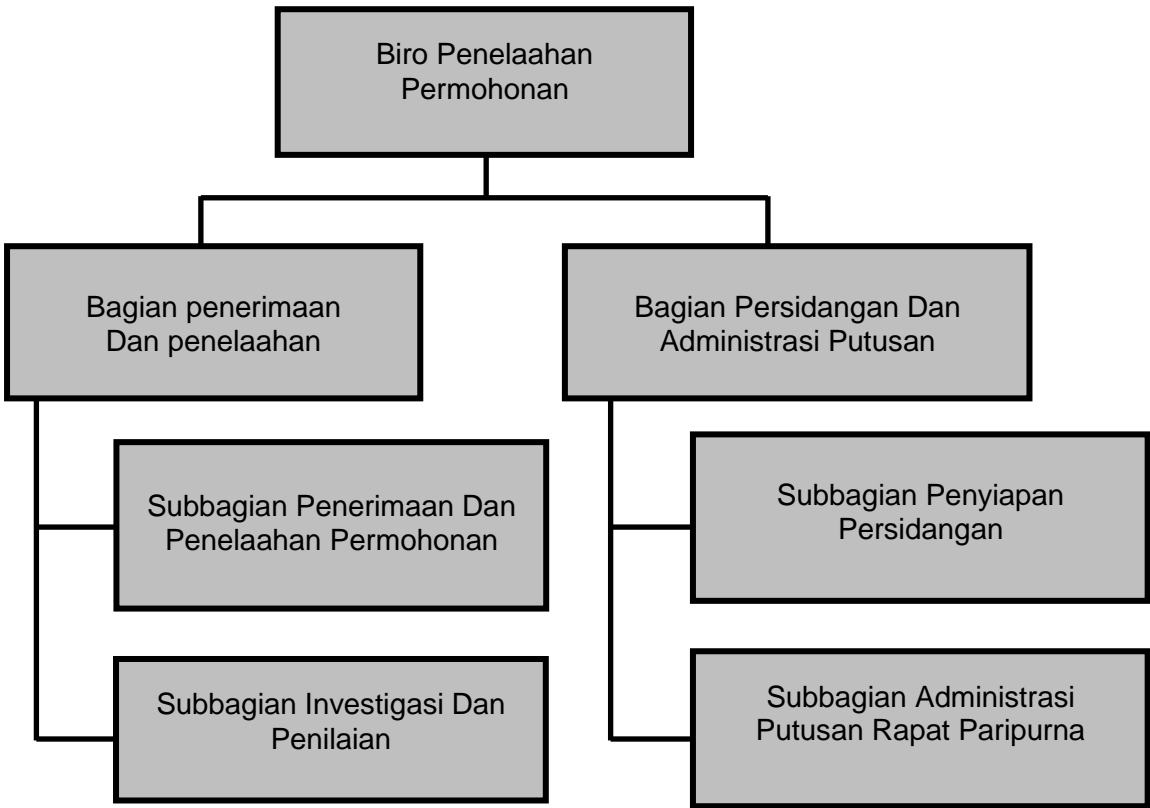 Biro Penelaahan
Permohonan
Bagian penerimaan
Dan penelaahan
Bagian Persidangan Dan
Administrasi Putusan
Subbagian Penerimaan Dan
Penelaahan Permohonan
Subbagian Penyiapan
Persidangan
Subbagian Investigasi Dan
Penilaian
Subbagian Administrasi
Putusan Rapat Paripurna